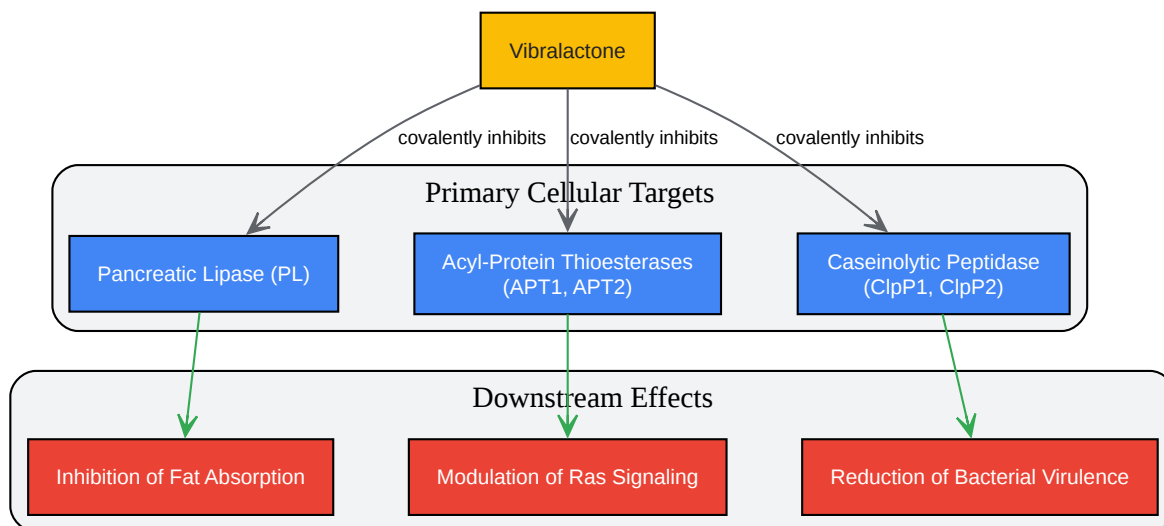 Vibralactone
covalently inhibits
covalently inhibits
covalently inhibits
Primary Cellular Targets
Pancreatic Lipase (PL)
Acyl-Protein Thioesterases
(APT1, APT2)
Caseinolytic Peptidase
(ClpP1, ClpP2)
Downstream Effects
Inhibition of Fat Absorption
Modulation of Ras Signaling
Reduction of Bacterial Virulence